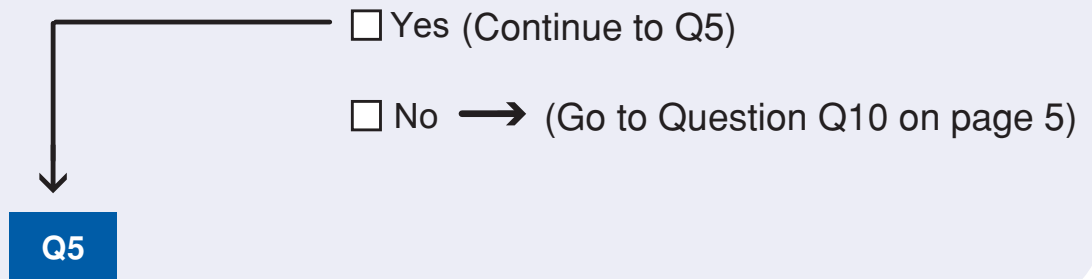 Yes (Continue to Q5)
No (Go to Question Q10 on page 5)
Q5